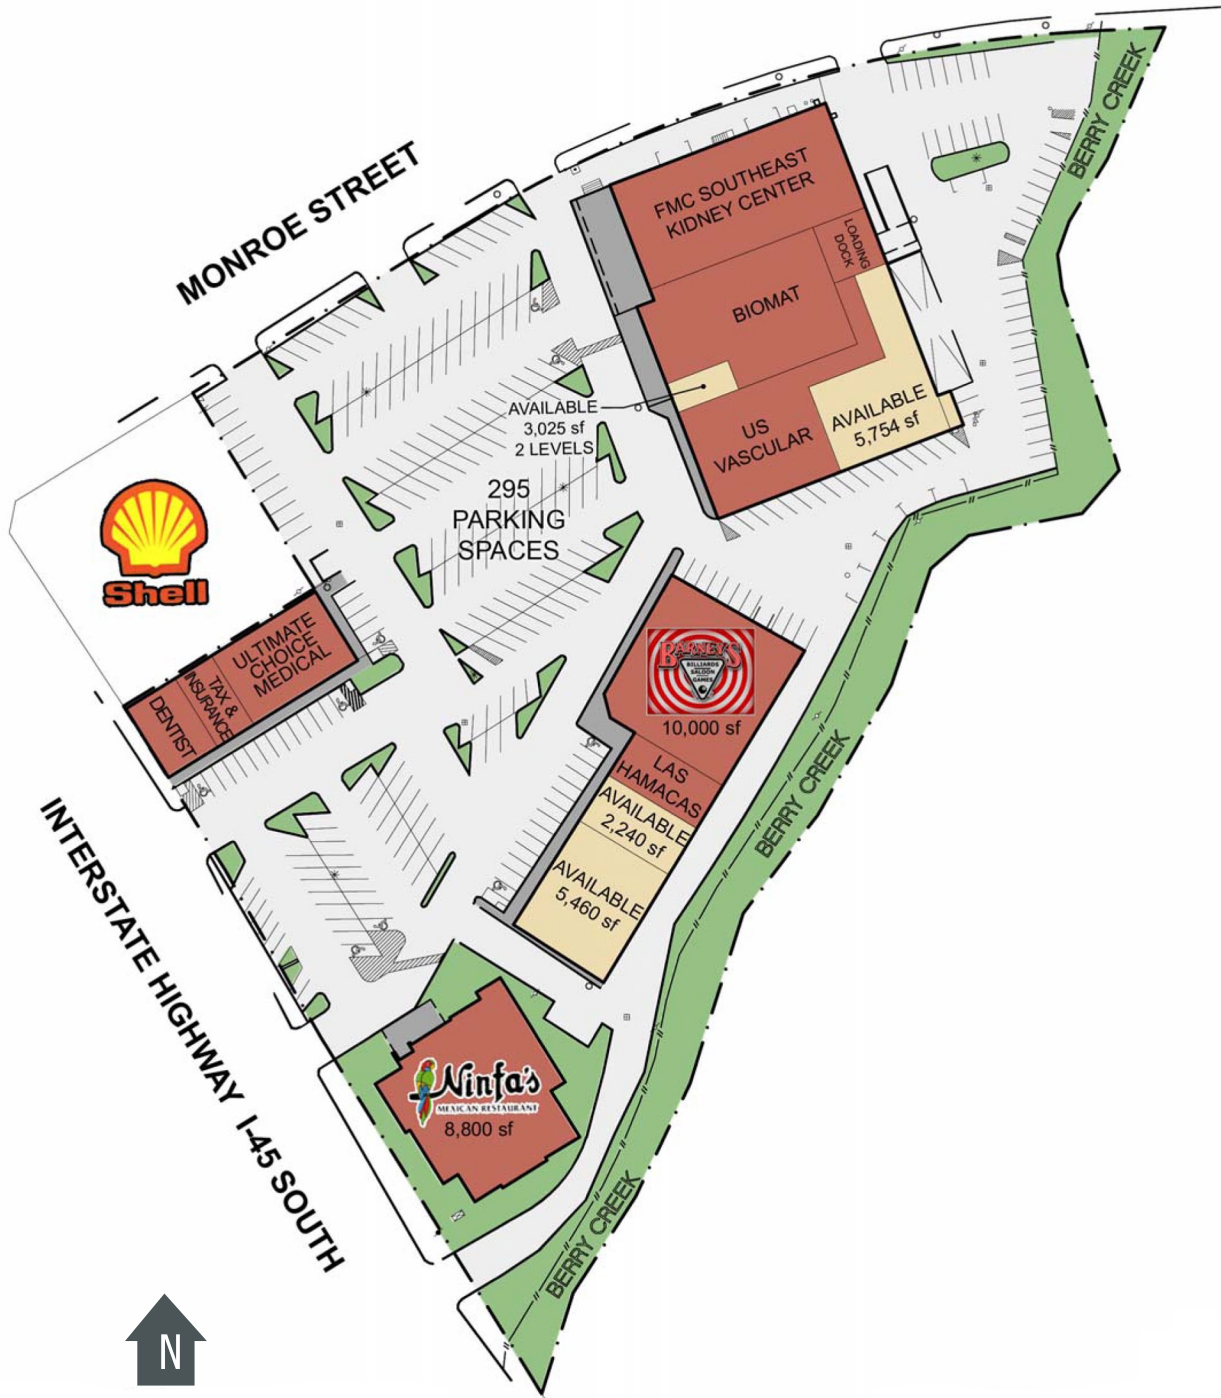 MONROE STREET
BERRY CREEK
FMC SOUTHEAST
KIDNEY CENTER
LOADING
DOCK
BIOMAT
AVAILABLE
3,025 sf
2 LEVELS
US
VASCULAR
AVAILABLE
5,754 sf
295
PARKING
SPACES
Shell
ULTIMATE
CHOICE
MEDICAL
TAX &
INSURANCE
DENTIST
BARNEY'S
BILLIARDS
SALOON
GAMES
10,000 sf
LAS
HAMACAS
AVAILABLE
2,240 sf
AVAILABLE
5,460 sf
BERRY CREEK
INTERSTATE HIGHWAY I-45 SOUTH
Ninfa's
MEXICAN RESTAURANT
8,800 sf
BERRY CREEK
N